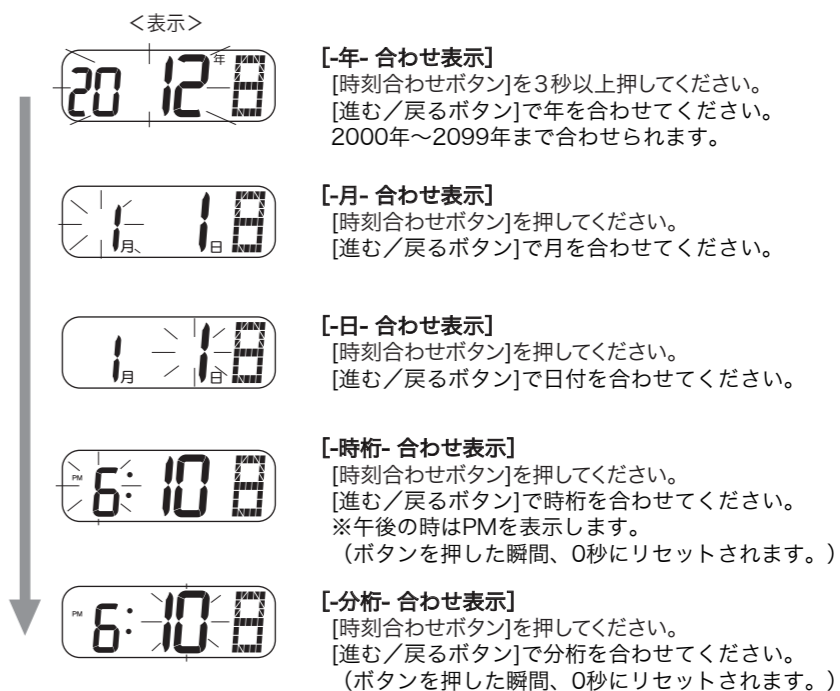 ＜表示＞
20 12年
[-年- 合わせ表示]
[時刻合わせボタン]を3秒以上押してください。
[進む／戻るボタン]で年を合わせてください。
2000年〜2099年まで合わせられます。
1月 1日
[-月- 合わせ表示]
[時刻合わせボタン]を押してください。
[進む／戻るボタン]で月を合わせてください。
1月 1日
[-日- 合わせ表示]
[時刻合わせボタン]を押してください。
[進む／戻るボタン]で日付を合わせてください。
PM 6:10
[-時桁- 合わせ表示]
[時刻合わせボタン]を押してください。
[進む／戻るボタン]で時桁を合わせてください。
※午後の時はPMを表示します。
（ボタンを押した瞬間、0秒にリセットされます。）
PM 6:10
[-分桁- 合わせ表示]
[時刻合わせボタン]を押してください。
[進む／戻るボタン]で分桁を合わせてください。
（ボタンを押した瞬間、0秒にリセットされます。）